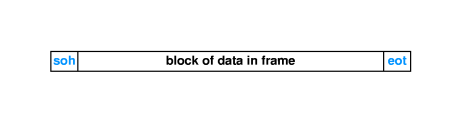 soh block of data in frame eot